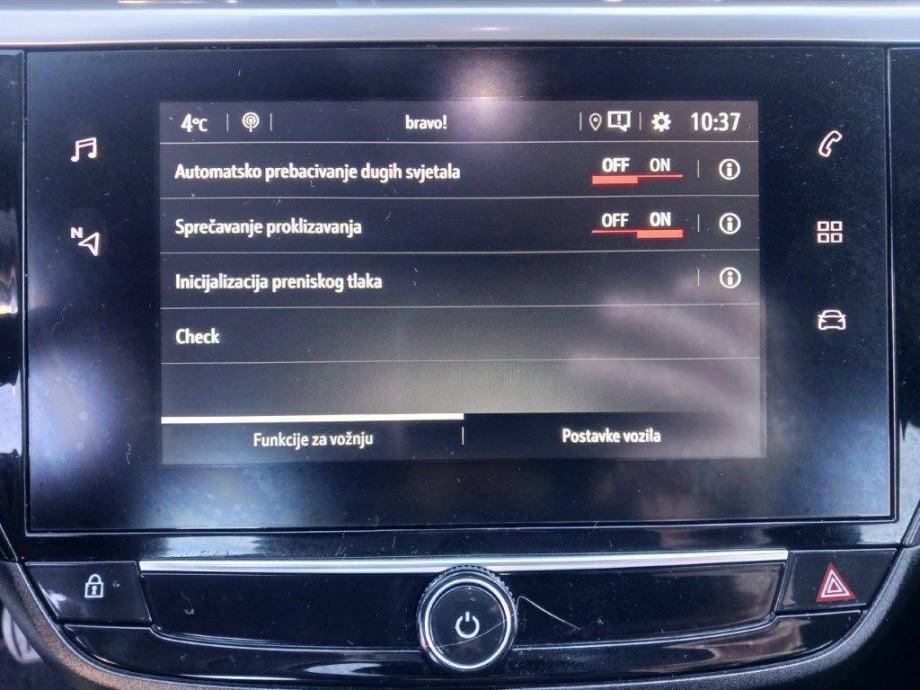 4°C bravo! 10:37
Automatsko prebacivanje dugih svjetala OFF ON
Sprečavanje proklizavanja OFF ON
Inicijalizacija preniskog tlaka
N
Check
Funkcije za vožnju Postavke vozila